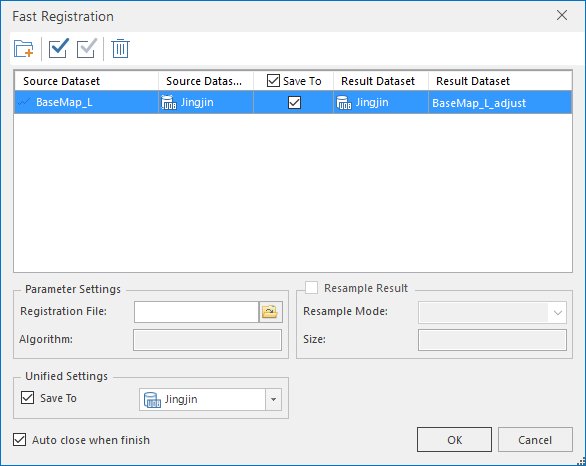 Fast Registration
Source Dataset Source Datas... Save To Result Dataset Result Dataset
BaseMap_L Jingjin Jingjin BaseMap_L_adjust
Parameter Settings
Registration File:
Algorithm:
Resample Result
Resample Mode:
Size:
Unified Settings
Save To Jingjin
Auto close when finish
OK Cancel